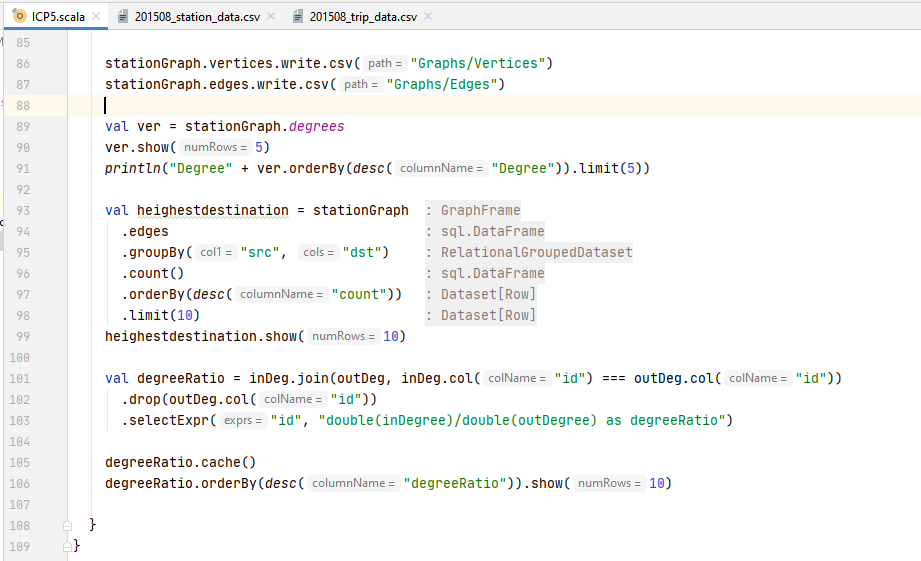 ICP5.scala 201508_station_data.csv 201508_trip_data.csv
85
86 stationGraph.vertices.write.csv( path = "Graphs/Vertices")
87 stationGraph.edges.write.csv( path = "Graphs/Edges")
88
89 val ver = stationGraph.degrees
90 ver.show( numRows = 5)
91 println("Degree" + ver.orderBy(desc( columnName = "Degree")).limit(5))
92
93 val heighestdestination = stationGraph : GraphFrame
94 .edges : sql.DataFrame
95 .groupBy( col1 = "src", cols = "dst") : RelationalGroupedDataset
96 .count() : sql.DataFrame
97 .orderBy(desc( columnName = "count")) : Dataset[Row]
98 .limit(10) : Dataset[Row]
99 heighestdestination.show( numRows = 10)
100
101 val degreeRatio = inDeg.join(outDeg, inDeg.col( colName = "id") === outDeg.col( colName = "id"))
102 .drop(outDeg.col( colName = "id"))
103 .selectExpr( exprs = "id", "double(inDegree)/double(outDegree) as degreeRatio")
104
105 degreeRatio.cache()
106 degreeRatio.orderBy(desc( columnName = "degreeRatio")).show( numRows = 10)
107
108 }
109 }